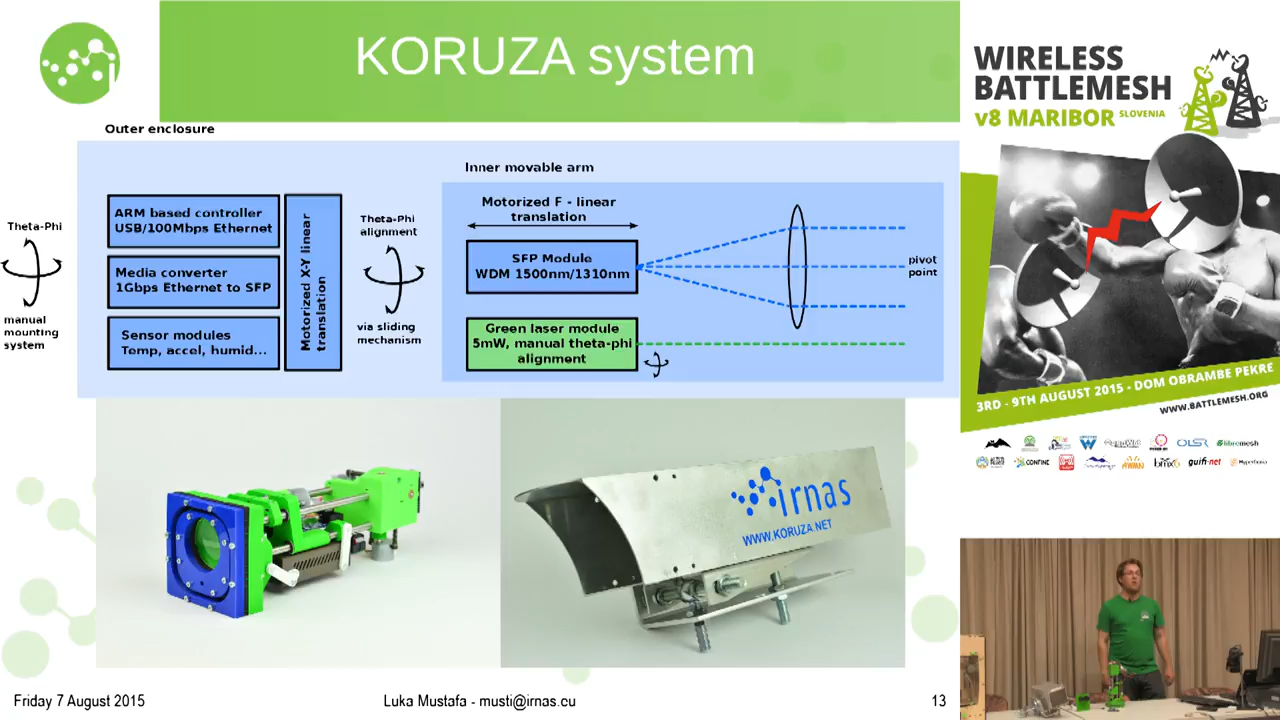 KORUZA system
Outer enclosure
Inner movable arm
Theta-Phi
manual
mounting
system
ARM based controller
USB/100Mbps Ethernet
Media converter
1Gbps Ethernet to SFP
Sensor modules
Temp, accel, humid...
Motorized X-Y linear
translation
Theta-Phi
alignment
via sliding
mechanism
Motorized F - linear
translation
SFP Module
WDM 1500nm/1310nm
Green laser module
5mW, manual theta-phi
alignment
pivot
point
irnas
WWW.KORUZA.NET
Friday 7 August 2015
Luka Mustafa - musti@irnas.eu
13
WIRELESS
BATTLEMESH
v8 MARIBOR SLOVENIA
3RD - 9TH AUGUST 2015 - DOM OBRAMBE PEKRE
WWW.BATTLEMESH.ORG
OLSR
libremesh
CONFINE
bmx6
guifi·net